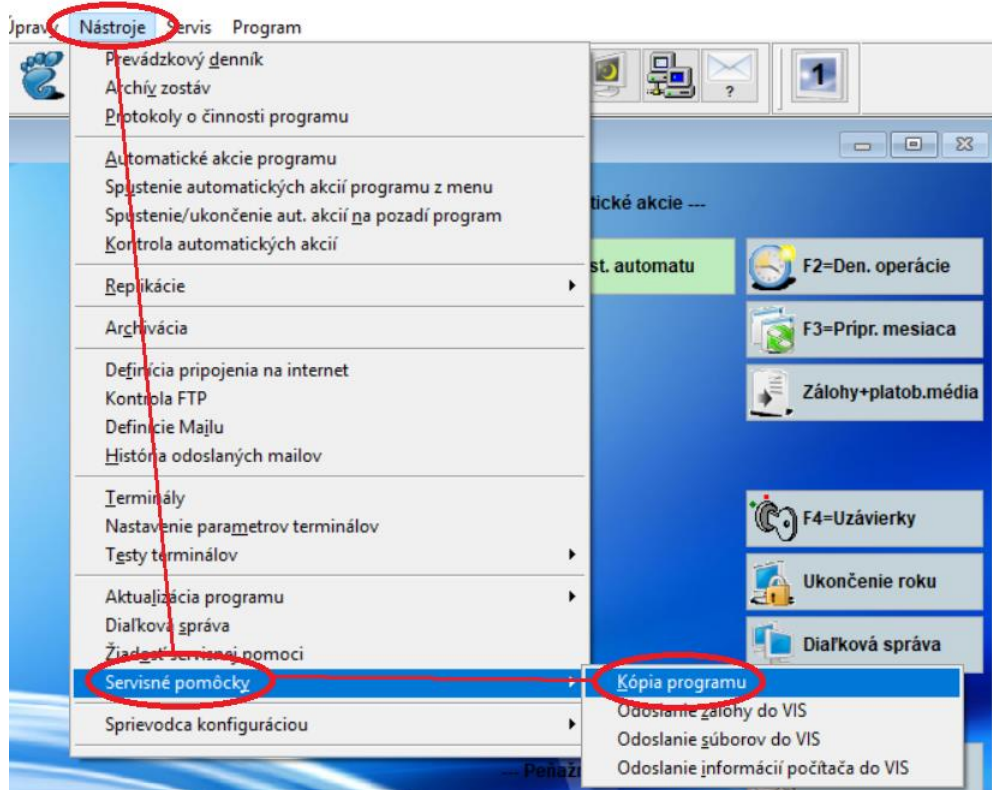 Úpravy Nástroje Servis Program
Prevádzkový denník
Archív zostáv
Protokoly o činnosti programu
Automatické akcie programu
Spustenie automatických akcií programu z menu
Spustenie/ukončenie aut. akcií na pozadí program
Kontrola automatických akcií
Replikácie
Archivácia
Definícia pripojenia na internet
Kontrola FTP
Definície Mailu
História odoslaných mailov
Terminály
Nastavenie parametrov terminálov
Testy terminálov
Aktualizácia programu
Diaľková správa
Žiadosť servisnej pomoci
Servisné pomôcky
Sprievodca konfiguráciou
Kópia programu
Odoslanie zálohy do VIS
Odoslanie súborov do VIS
Odoslanie informácií počítača do VIS
?
1
tické akcie ---
st. automatu
F2=Den. operácie
F3=Prípr. mesiaca
Zálohy+platob.média
F4=Uzávierky
Ukončenie roku
Diaľková správa
--- Peňažn